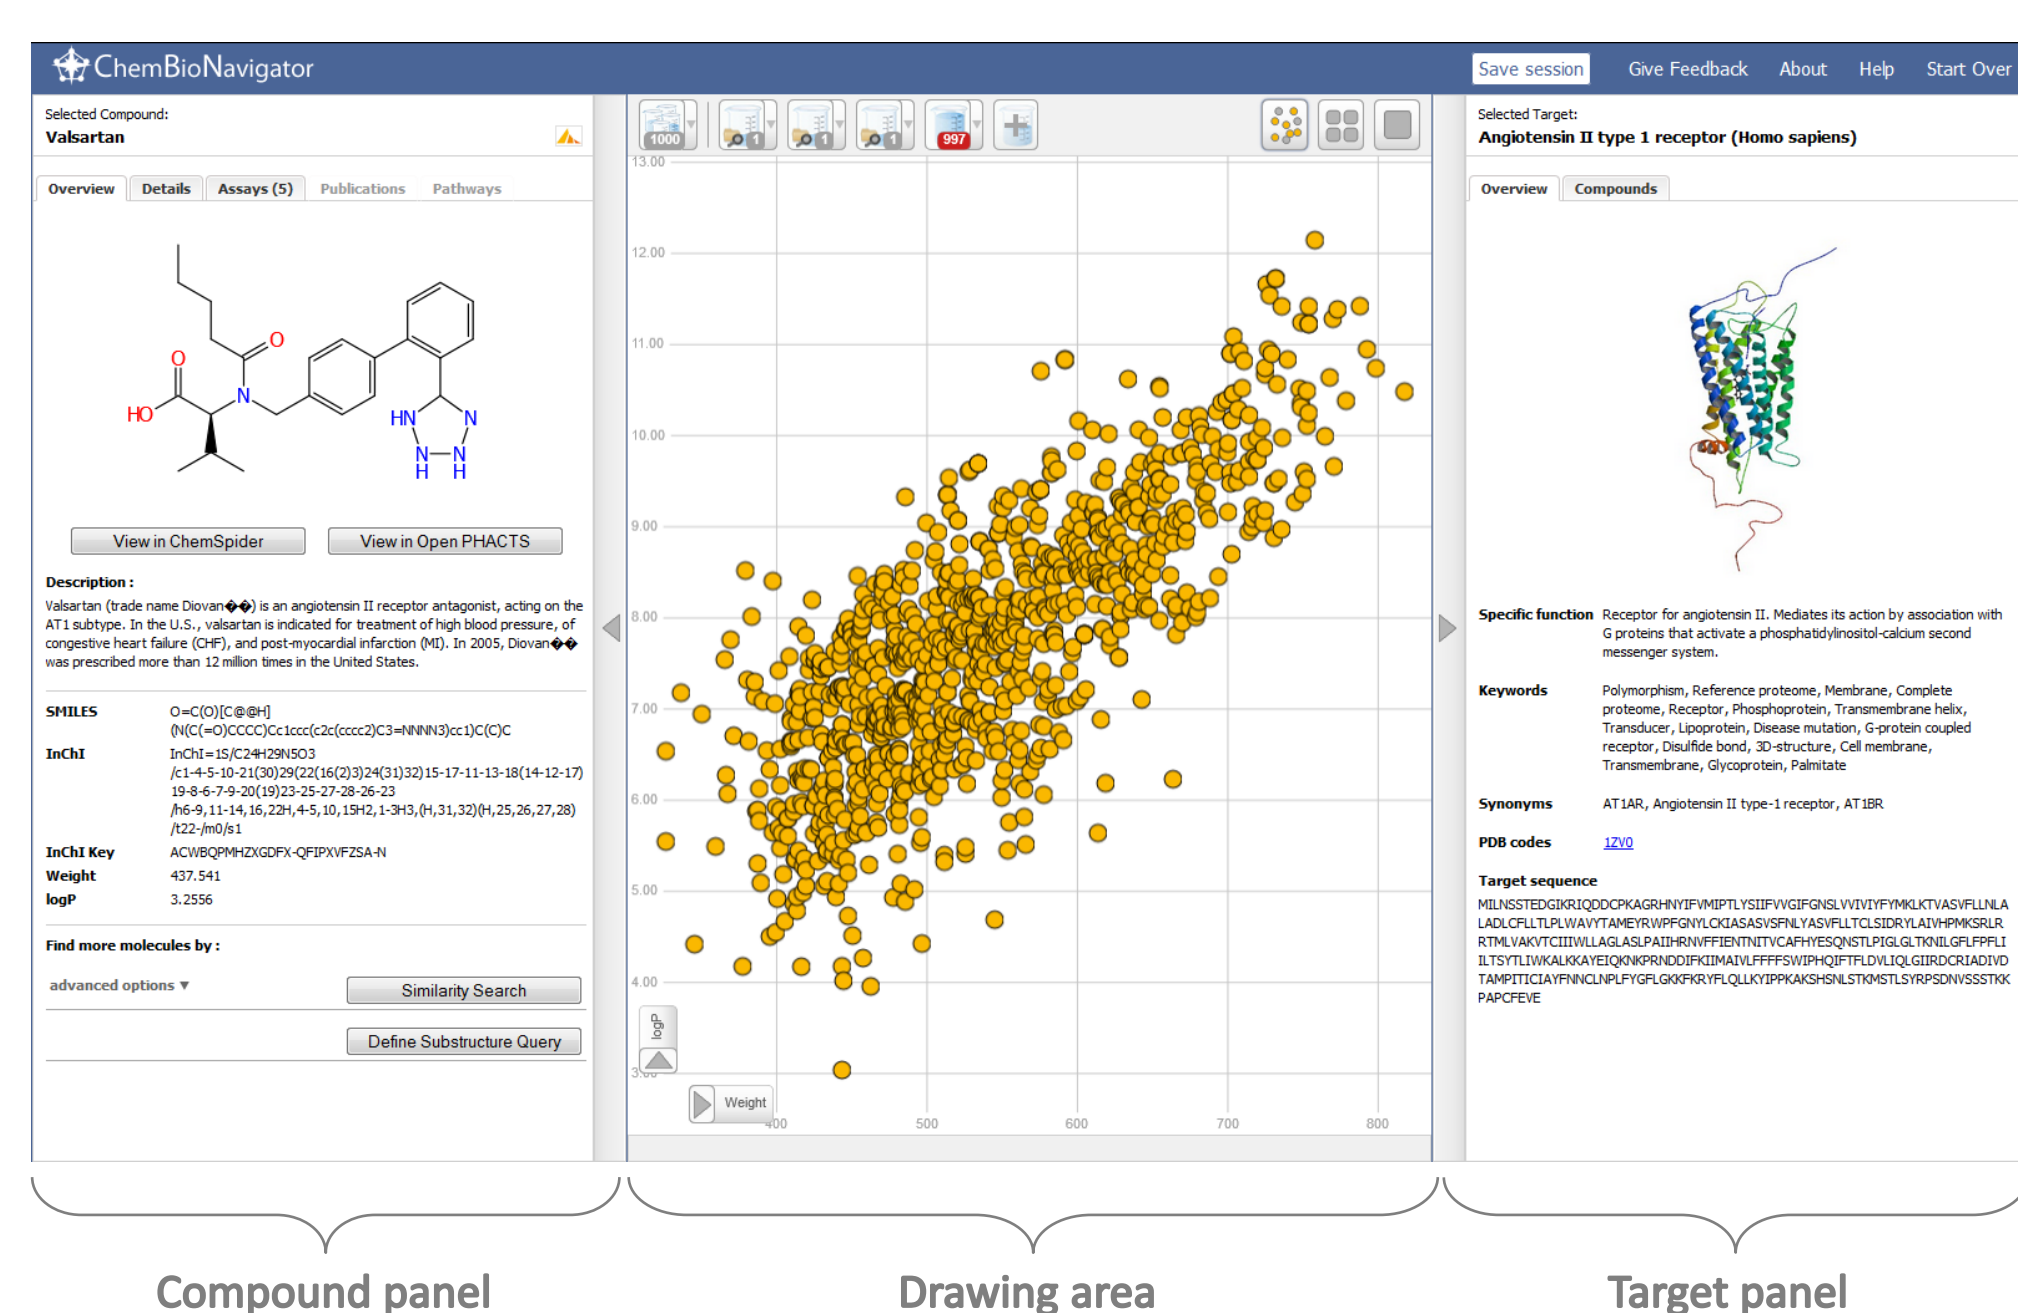 ChemBioNavigator
Save session Give Feedback About Help Start Over
Selected Compound:
Valsartan
Overview Details Assays (5) Publications Pathways
O
O
HO
N
HN
N
N
N
H
H
View in ChemSpider View in Open PHACTS
Description :
Valsartan (trade name Diovan��) is an angiotensin II receptor antagonist, acting on the
AT1 subtype. In the U.S., valsartan is indicated for treatment of high blood pressure, of
congestive heart failure (CHF), and post-myocardial infarction (MI). In 2005, Diovan��
was prescribed more than 12 million times in the United States.
SMILES O=C(O)[C@@H]
(N(C(=O)CCCC)Cc1ccc(c2c(cccc2)C3=NNNN3)cc1)C(C)C
InChI InChI=1S/C24H29N5O3
/c1-4-5-10-21(30)29(22(16(2)3)24(31)32)15-17-11-13-18(14-12-17)
19-8-6-7-9-20(19)23-25-27-28-26-23
/h6-9,11-14,16,22H,4-5,10,15H2,1-3H3,(H,31,32)(H,25,26,27,28)
/t22-/m0/s1
InChI Key ACWBQPMHZXGDFX-QFIPXVFZSA-N
Weight 437.541
logP 3.2556
Find more molecules by :
advanced options ▼ Similarity Search
Define Substructure Query
1000 1 1 1 997
13.00
12.00
11.00
10.00
9.00
8.00
7.00
6.00
5.00
4.00
logP
3.00
Weight
400 500 600 700 800
Selected Target:
Angiotensin II type 1 receptor (Homo sapiens)
Overview Compounds
Specific function Receptor for angiotensin II. Mediates its action by association with
G proteins that activate a phosphatidylinositol-calcium second
messenger system.
Keywords Polymorphism, Reference proteome, Membrane, Complete
proteome, Receptor, Phosphoprotein, Transmembrane helix,
Transducer, Lipoprotein, Disease mutation, G-protein coupled
receptor, Disulfide bond, 3D-structure, Cell membrane,
Transmembrane, Glycoprotein, Palmitate
Synonyms AT1AR, Angiotensin II type-1 receptor, AT1BR
PDB codes 1ZV0
Target sequence
MILNSSTEDGIKRIQDDCPKAGRHNYIFVMIPTLYSIIFVVGIFGNSLVVIVIYFYMKLKTVASVFLLNLA
LADLCFLLTLPLWAVYTAMEYRWPFGNYLCKIASASVSFNLYASVFLLTCLSIDRYLAIVHPMKSRLR
RTMLVAKVTCIIIWLLAGLASLPAIIHRNVFFIENTNITVCAFHYESQNSTLPIGLGLTKNILGFLFPFLI
ILTSYTLIWKALKKAYEIQKNKPRNDDIFKIIMAIVLFFFFSWIPHQIFTFLDVLIQLGIIRDCRIADIVD
TAMPITICIAYFNNCLNPLFYGFLGKKFKRYFLQLLKYIPPKAKSHSNLSTKMSTLSYRPSDNVSSSTKK
PAPCFEVE
Compound panel Drawing area Target panel